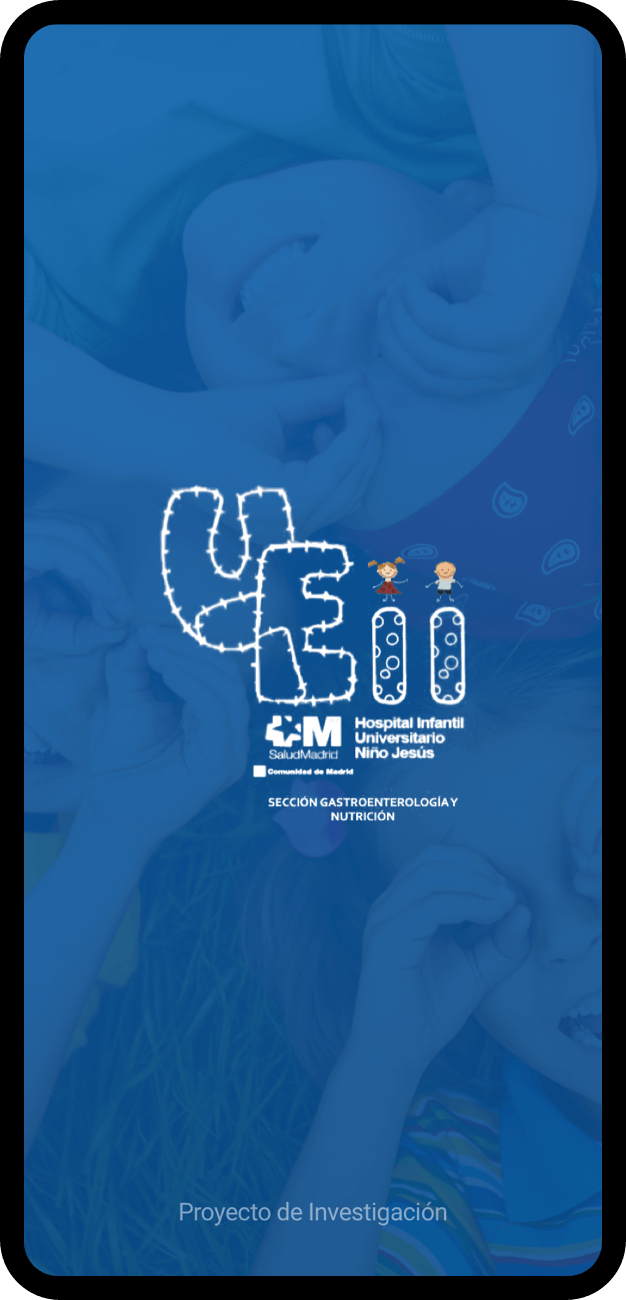 UEii
M
SaludMadrid
Comunidad de Madrid
Hospital Infantil
Universitario
Niño Jesús
SECCIÓN GASTROENTEROLOGÍA Y
NUTRICIÓN
Proyecto de Investigación